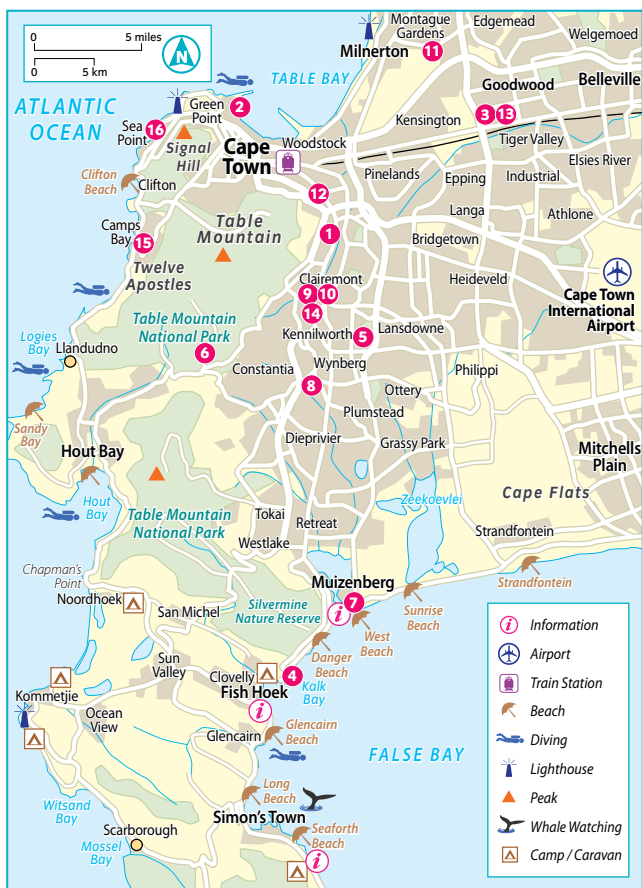 Montague
Gardens
Edgemead
Welgemoed
0 5 miles
0 5 km
N
Milnerton
11
Belleville
TABLE BAY
Goodwood
ATLANTIC
OCEAN
Green
Point
2
Kensington
3
13
Sea
Point
16
Signal
Hill
Woodstock
Tiger Valley
Cape
Town
Pinelands
Elsies River
Clifton
Beach
Clifton
Epping
Industrial
12
Langa
Athlone
Camps
Bay
15
Table
Mountain
1
Bridgetown
Twelve
Apostles
Clairemont
Heideveld
9
10
Cape Town
International
Airport
14
Table Mountain
National Park
Kennilworth
5
Lansdowne
Logies
Bay
Llandudno
6
Constantia
Wynberg
Philippi
8
Ottery
Sandy
Bay
Plumstead
Hout Bay
Dieprivier
Grassy Park
Mitchells
Plain
Hout
Bay
Zeekoevlei
Cape Flats
Table Mountain
National Park
Tokai
Retreat
Strandfontein
Westlake
Chapman's
Point
Muizenberg
Strandfontein
Noordhoek
San Michel
Silvermine
Nature Reserve
7
i
Sunrise
Beach
West
Beach
Danger
Beach
Sun
Valley
Clovelly
4
Fish Hoek
Kalk
Bay
Kommetjie
Ocean
View
i
Glencairn
Glencairn
Beach
FALSE BAY
Witsand
Bay
Long
Beach
Simon's Town
Mossel
Bay
Scarborough
Seaforth
Beach
i
i Information
Airport
Train Station
Beach
Diving
Lighthouse
Peak
Whale Watching
Camp / Caravan